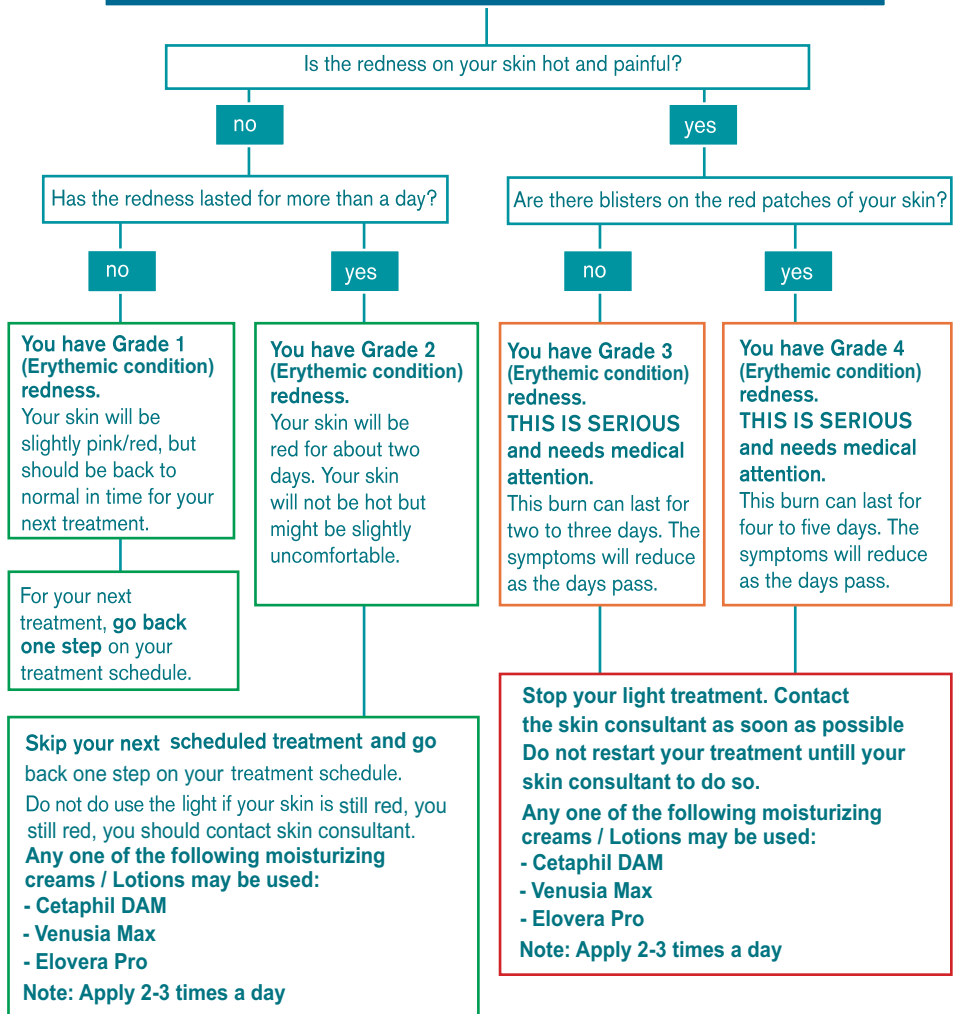 Is the redness on your skin hot and painful?
no
yes
Has the redness lasted for more than a day?
Are there blisters on the red patches of your skin?
no
yes
no
yes
You have Grade 1
(Erythemic condition)
redness.
Your skin will be
slightly pink/red, but
should be back to
normal in time for your
next treatment.
You have Grade 2
(Erythemic condition)
redness.
Your skin will be
red for about two
days. Your skin
will not be hot but
might be slightly
uncomfortable.
You have Grade 3
(Erythemic condition)
redness.
THIS IS SERIOUS
and needs medical
attention.
This burn can last for
two to three days. The
symptoms will reduce
as the days pass.
You have Grade 4
(Erythemic condition)
redness.
THIS IS SERIOUS
and needs medical
attention.
This burn can last for
four to five days. The
symptoms will reduce
as the days pass.
For your next
treatment, go back
one step on your
treatment schedule.
Skip your next scheduled treatment and go
back one step on your treatment schedule.
Do not do use the light if your skin is still red, you
still red, you should contact skin consultant.
Any one of the following moisturizing
creams / Lotions may be used:
- Cetaphil DAM
- Venusia Max
- Elovera Pro
Note: Apply 2-3 times a day
Stop your light treatment. Contact
the skin consultant as soon as possible
Do not restart your treatment untill your
skin consultant to do so.
Any one of the following moisturizing
creams / Lotions may be used:
- Cetaphil DAM
- Venusia Max
- Elovera Pro
Note: Apply 2-3 times a day